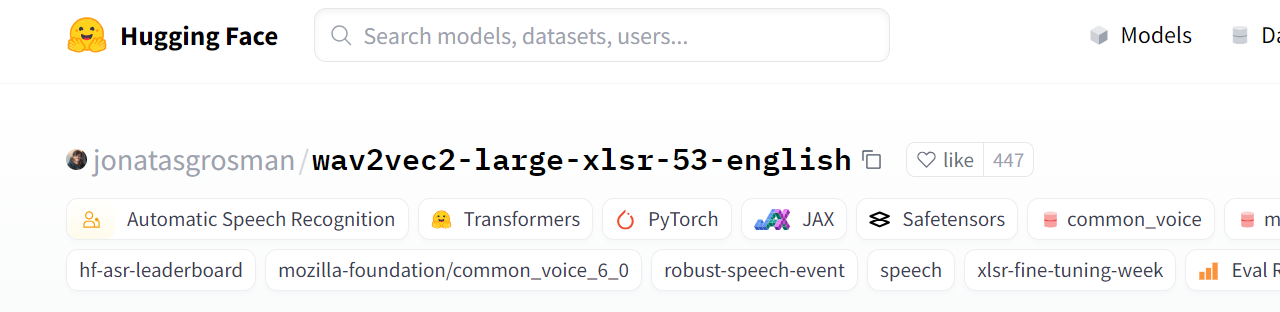 Hugging Face Search models, datasets, users... Models
jonatasgrosman/wav2vec2-large-xlsr-53-english like 447
Automatic Speech Recognition Transformers PyTorch JAX Safetensors common_voice
hf-asr-leaderboard mozilla-foundation/common_voice_6_0 robust-speech-event speech xlsr-fine-tuning-week Eval